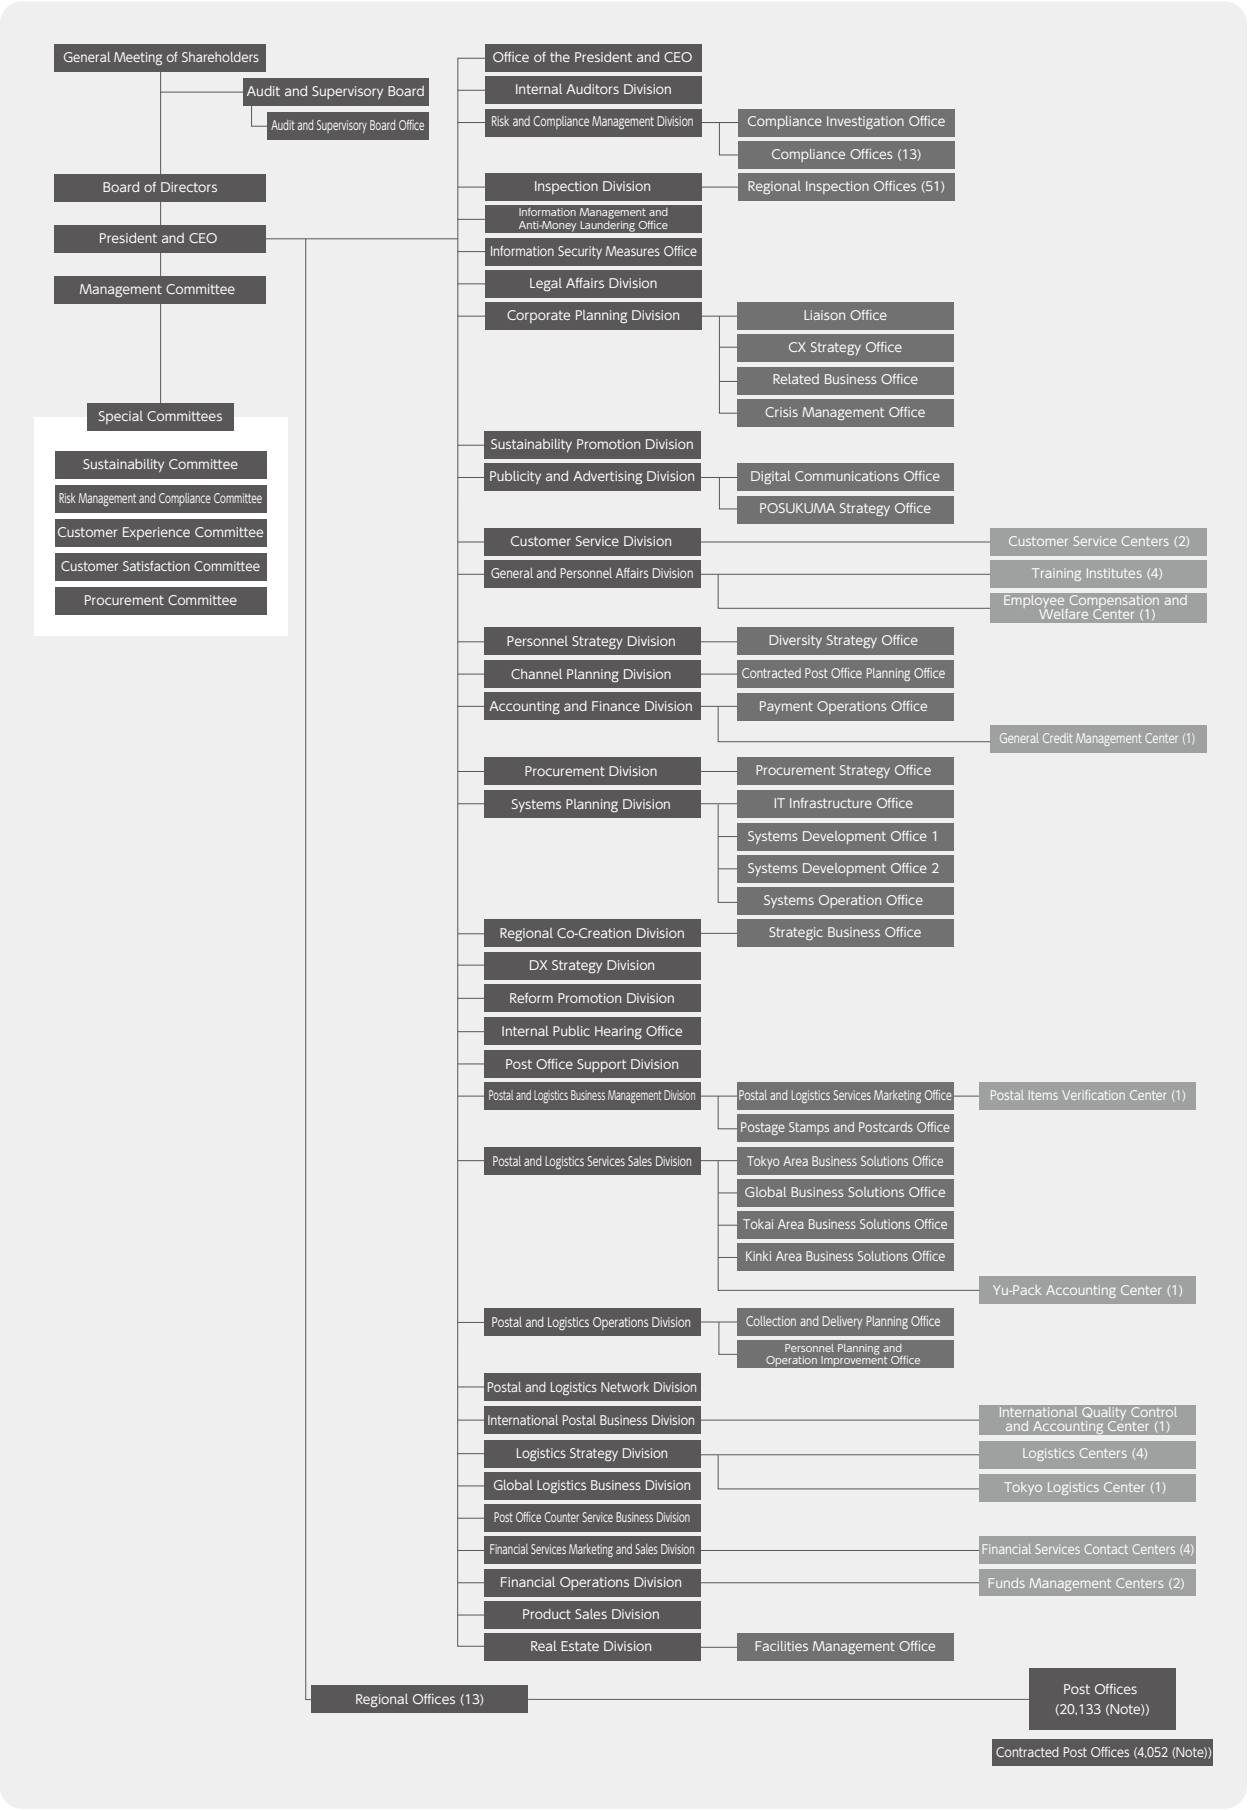 General Meeting of Shareholders
Audit and Supervisory Board
Audit and Supervisory Board Office
Board of Directors
President and CEO
Management Committee
Special Committees
Sustainability Committee
Risk Management and Compliance Committee
Customer Experience Committee
Customer Satisfaction Committee
Procurement Committee
Office of the President and CEO
Internal Auditors Division
Risk and Compliance Management Division
Compliance Investigation Office
Compliance Offices (13)
Inspection Division
Regional Inspection Offices (51)
Information Management and
Anti-Money Laundering Office
Information Security Measures Office
Legal Affairs Division
Corporate Planning Division
Liaison Office
CX Strategy Office
Related Business Office
Crisis Management Office
Sustainability Promotion Division
Publicity and Advertising Division
Digital Communications Office
POSUKUMA Strategy Office
Customer Service Division
Customer Service Centers (2)
General and Personnel Affairs Division
Training Institutes (4)
Employee Compensation and
Welfare Center (1)
Personnel Strategy Division
Diversity Strategy Office
Channel Planning Division
Contracted Post Office Planning Office
Accounting and Finance Division
Payment Operations Office
General Credit Management Center (1)
Procurement Division
Procurement Strategy Office
Systems Planning Division
IT Infrastructure Office
Systems Development Office 1
Systems Development Office 2
Systems Operation Office
Regional Co-Creation Division
Strategic Business Office
DX Strategy Division
Reform Promotion Division
Internal Public Hearing Office
Post Office Support Division
Postal and Logistics Business Management Division
Postal and Logistics Services Marketing Office
Postal Items Verification Center (1)
Postage Stamps and Postcards Office
Postal and Logistics Services Sales Division
Tokyo Area Business Solutions Office
Global Business Solutions Office
Tokai Area Business Solutions Office
Kinki Area Business Solutions Office
Yu-Pack Accounting Center (1)
Postal and Logistics Operations Division
Collection and Delivery Planning Office
Personnel Planning and
Operation Improvement Office
Postal and Logistics Network Division
International Postal Business Division
International Quality Control
and Accounting Center (1)
Logistics Strategy Division
Logistics Centers (4)
Global Logistics Business Division
Tokyo Logistics Center (1)
Post Office Counter Service Business Division
Financial Services Marketing and Sales Division
Financial Services Contact Centers (4)
Financial Operations Division
Funds Management Centers (2)
Product Sales Division
Real Estate Division
Facilities Management Office
Regional Offices (13)
Post Offices
(20,133 (Note))
Contracted Post Offices (4,052 (Note))